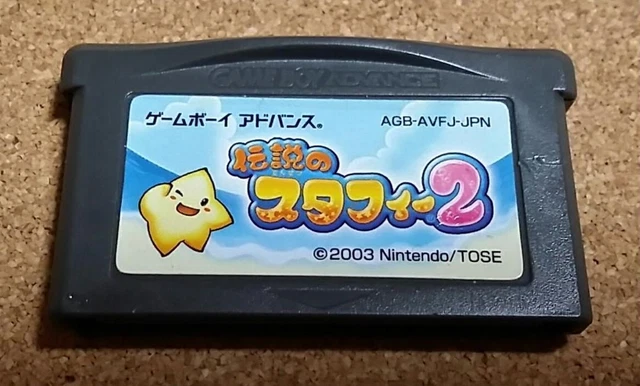 GAME BOY ADVANCE
ゲームボーイ アドバンス® AGB-AVFJ-JPN
伝説の
スタフィー2
©2003 Nintendo/TOSE